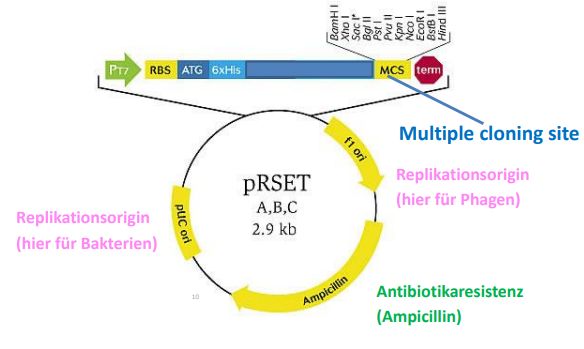 BamH I
Xho I
Sac I*
Bgl II
Pst I
Pvu II
Kpn I
Nco I
EcoR I
BstB I
Hind III
PT7
RBS
ATG
6xHis
MCS
term
Multiple cloning site
f1 ori
Replikationsorigin
(hier für Phagen)
pRSET
A,B,C
2.9 kb
pUC ori
Replikationsorigin
(hier für Bakterien)
Ampicillin
Antibiotikaresistenz
(Ampicillin)
10